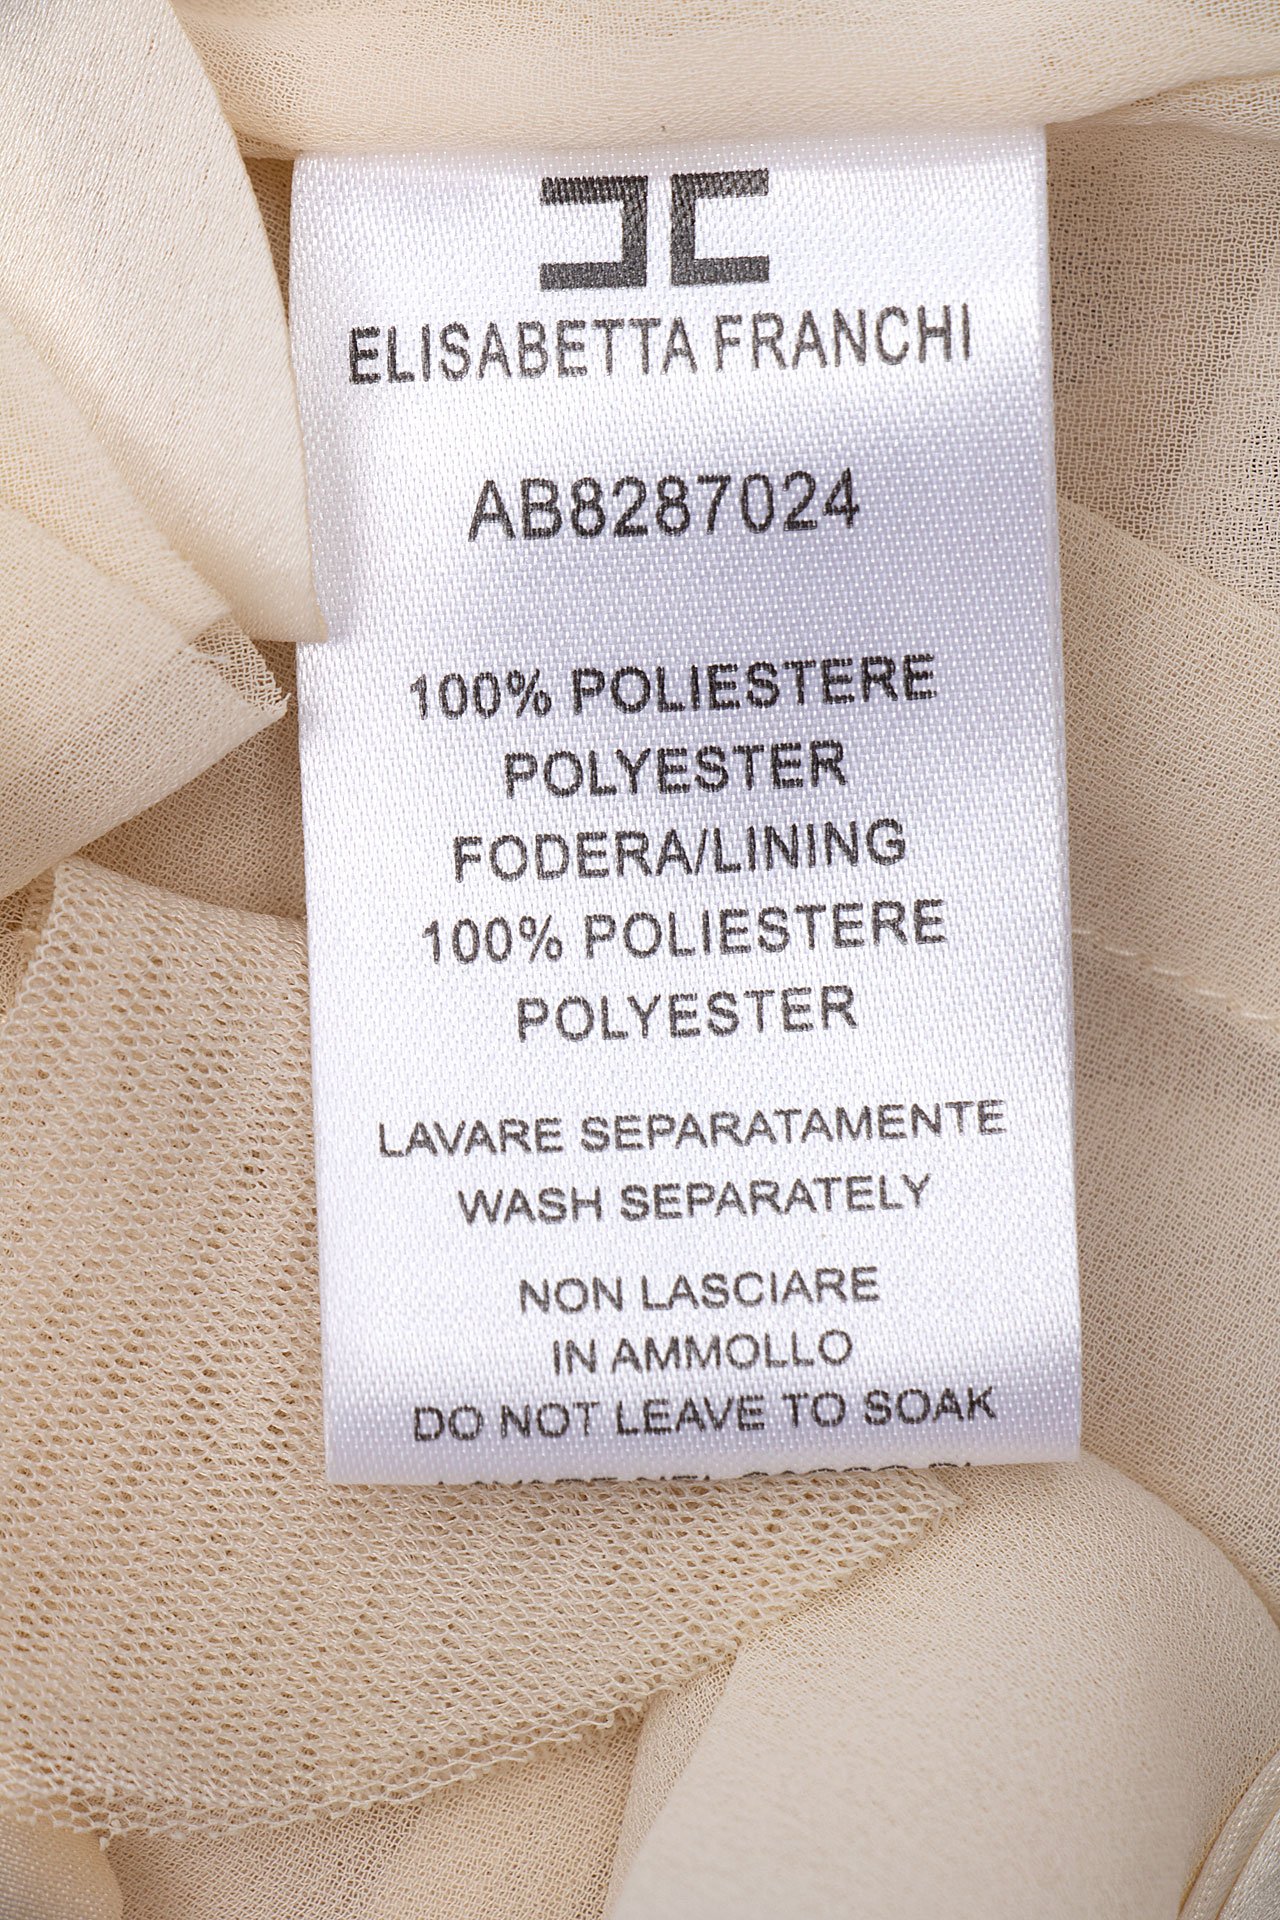 ELISABETTA FRANCHI
AB8287024
100% POLIESTERE
POLYESTER
FODERA/LINING
100% POLIESTERE
POLYESTER
LAVARE SEPARATAMENTE
WASH SEPARATELY
NON LASCIARE
IN AMMOLLO
DO NOT LEAVE TO SOAK